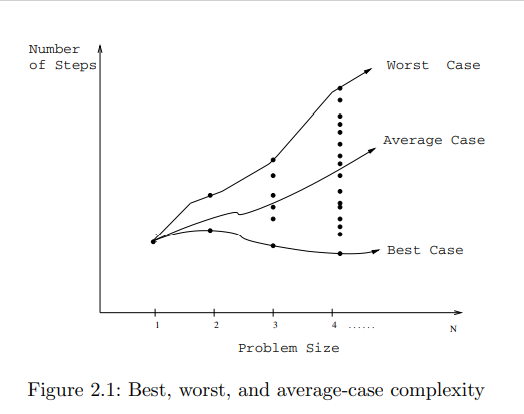 Number
of Steps
Worst Case
Average Case
Best Case
1 2 3 4 ...... N
Problem Size
Figure 2.1: Best, worst, and average-case complexity